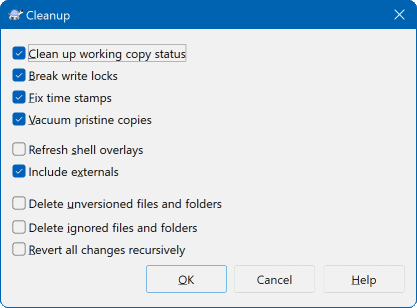 Cleanup
Clean up working copy status
Break write locks
Fix time stamps
Vacuum pristine copies
Refresh shell overlays
Include externals
Delete unversioned files and folders
Delete ignored files and folders
Revert all changes recursively
OK Cancel Help